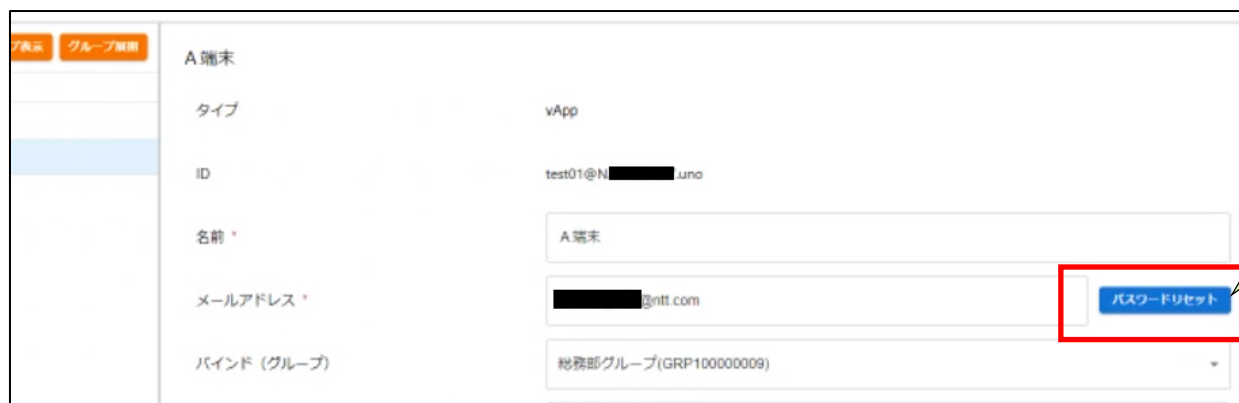 プ表示 グループ展開
A端末
タイプ vApp
ID test01@N .uno
名前 *
A端末
メールアドレス * @ntt.com パスワードリセット
バインド（グループ） 総務部グループ(GRP100000009)